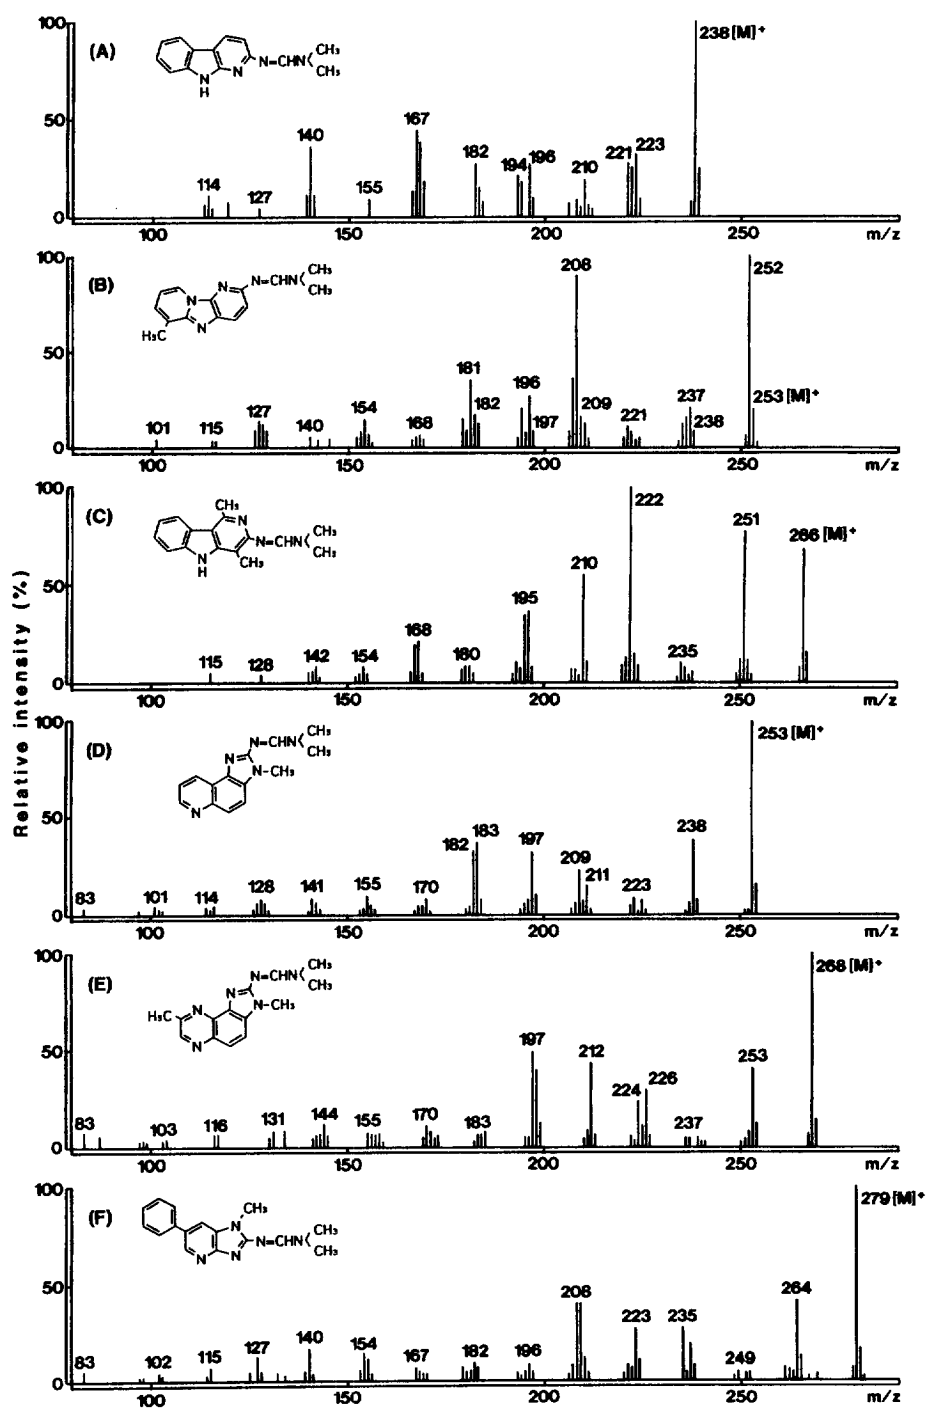 Relative intensity (%)
100
50
0
(A)
N=CHN
CH₃
CH₃
N
N
H
114
127
140
155
167
182
194
196
210
221
223
238 [M]⁺
100
150
200
250
m/z
100
50
0
(B)
N
N
N
H₃C
N=CHN
CH₃
CH₃
101
115
127
140
154
168
181
182
196
197
208
209
221
237
238
252
253 [M]⁺
100
150
200
250
m/z
100
50
0
(C)
CH₃
N
N
H
CH₃
N=CHN
CH₃
CH₃
115
128
142
154
168
180
195
210
222
235
251
266 [M]⁺
100
150
200
250
m/z
100
50
0
(D)
N=CHN
CH₃
CH₃
N
N-CH₃
N
83
101
114
128
141
155
170
182
183
197
209
211
223
238
253 [M]⁺
100
150
200
250
m/z
100
50
0
(E)
N=CHN
CH₃
CH₃
N
N-CH₃
H₃C
N
N
83
103
116
131
144
155
170
183
197
212
224
226
237
253
268 [M]⁺
100
150
200
250
m/z
100
50
0
(F)
CH₃
N
N
N
N=CHN
CH₃
CH₃
83
102
115
127
140
154
167
182
196
208
223
235
249
264
279 [M]⁺
100
150
200
250
m/z